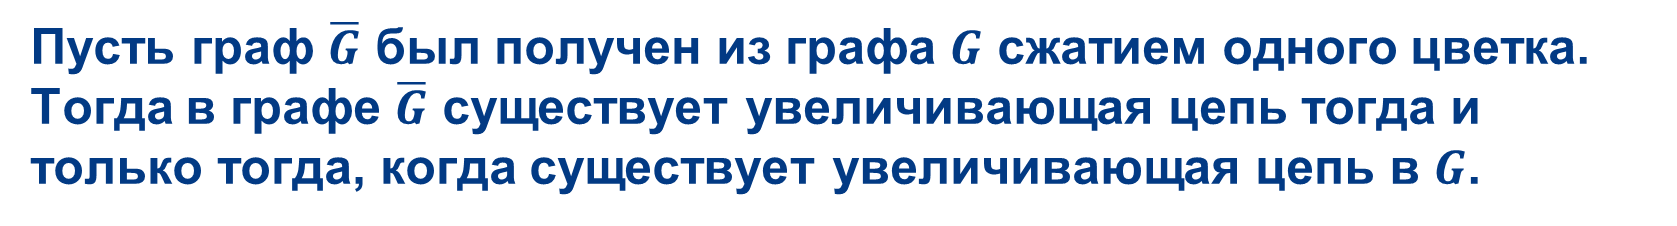 Пусть граф G̅ был получен из графа G сжатием одного цветка.
Тогда в графе G̅ существует увеличивающая цепь тогда и
только тогда, когда существует увеличивающая цепь в G.